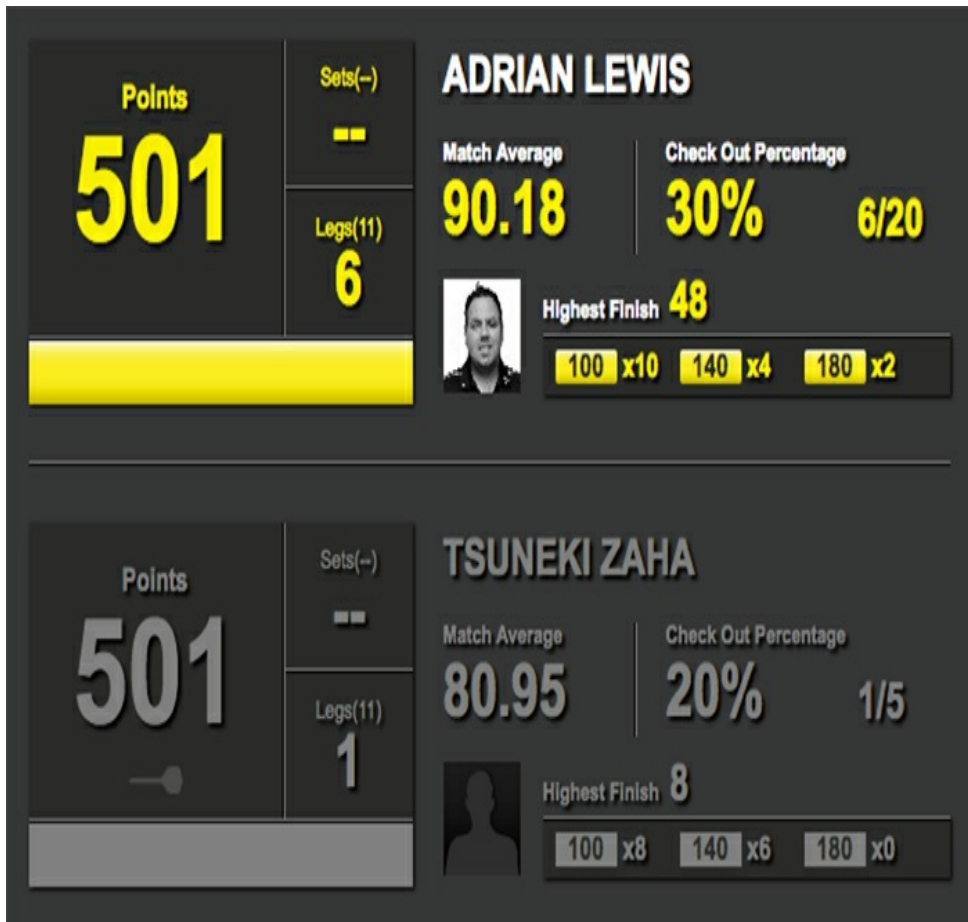 Points
501
Sets(--)
--
Legs(11)
6
ADRIAN LEWIS
Match Average
90.18
Check Out Percentage
30% 6/20
Highest Finish 48
100 x10 140 x4 180 x2
Points
501
Sets(--)
--
Legs(11)
1
TSUNEKI ZAHA
Match Average
80.95
Check Out Percentage
20% 1/5
Highest Finish 8
100 x8 140 x6 180 x0